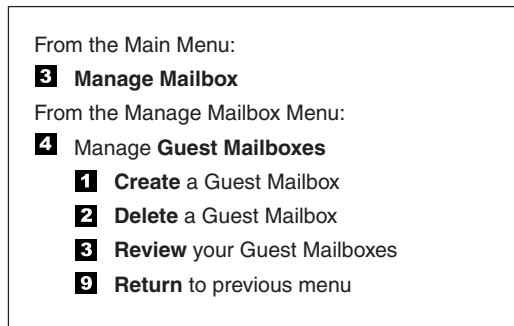 From the Main Menu:
3 Manage Mailbox
From the Manage Mailbox Menu:
4 Manage Guest Mailboxes
1 Create a Guest Mailbox
2 Delete a Guest Mailbox
3 Review your Guest Mailboxes
9 Return to previous menu